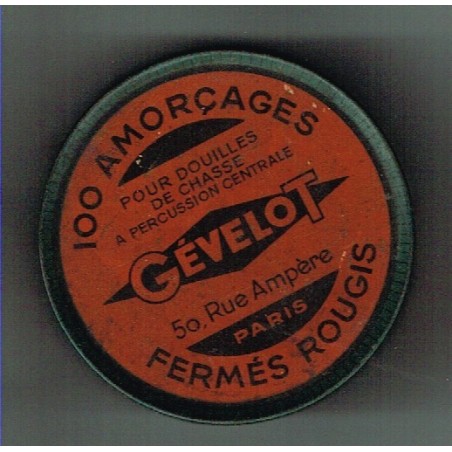 100 AMORÇAGES
POUR DOUILLES
DE CHASSE
A PERCUSSION CENTRALE
GÉVELOT
50, Rue Ampère
PARIS
FERMÉS ROUGIS